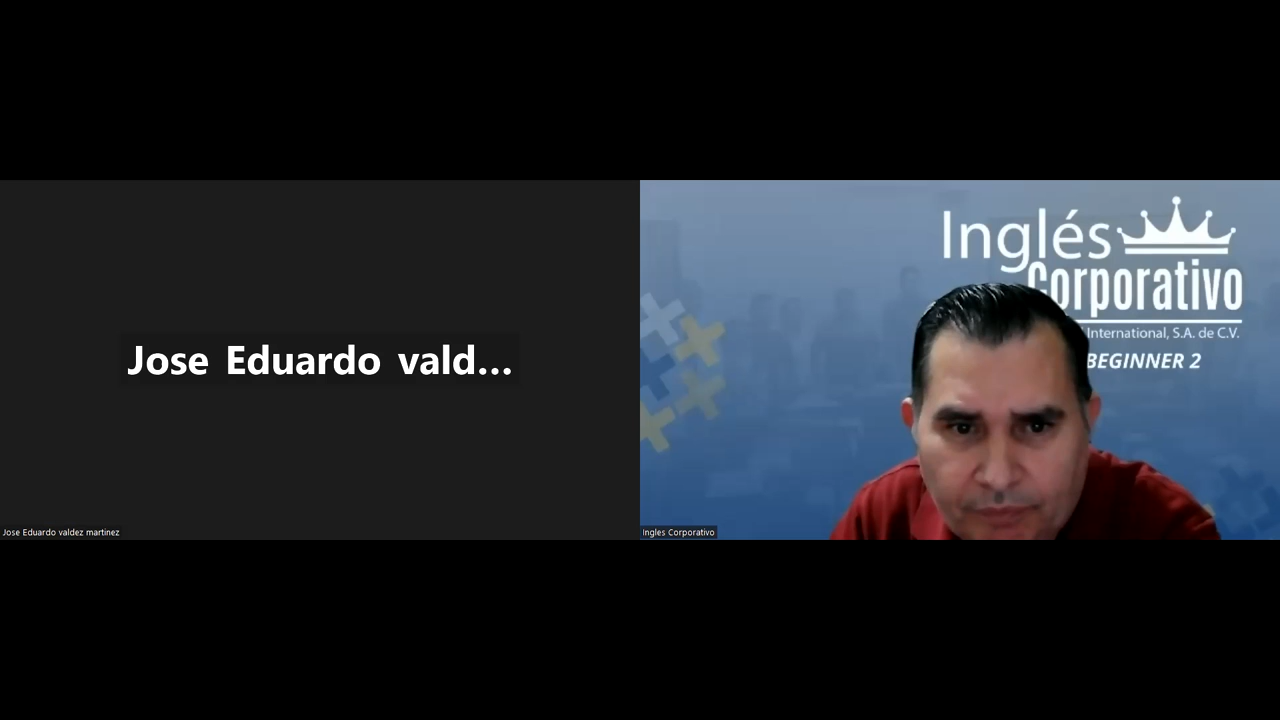 Jose Eduardo vald...
Jose Eduardo valdez martinez
Inglés
Corporativo
International, S.A. de C.V.
BEGINNER 2
Ingles Corporativo